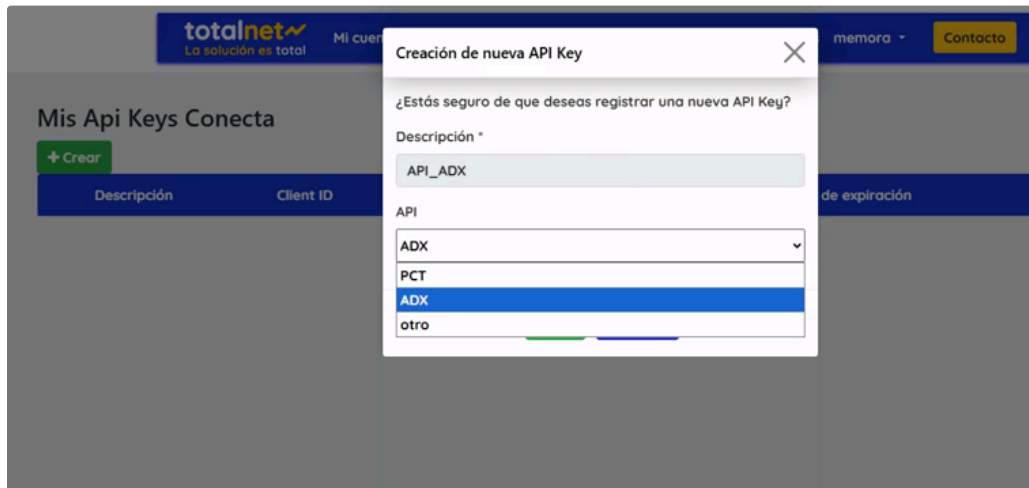 totalnet
La solución es total
Mi cuen
memora
Contacto
Creación de nueva API Key
¿Estás seguro de que deseas registrar una nueva API Key?
Descripción *
API_ADX
API
ADX
PCT
ADX
otro
Mis Api Keys Conecta
+ Crear
Descripción Client ID de expiración